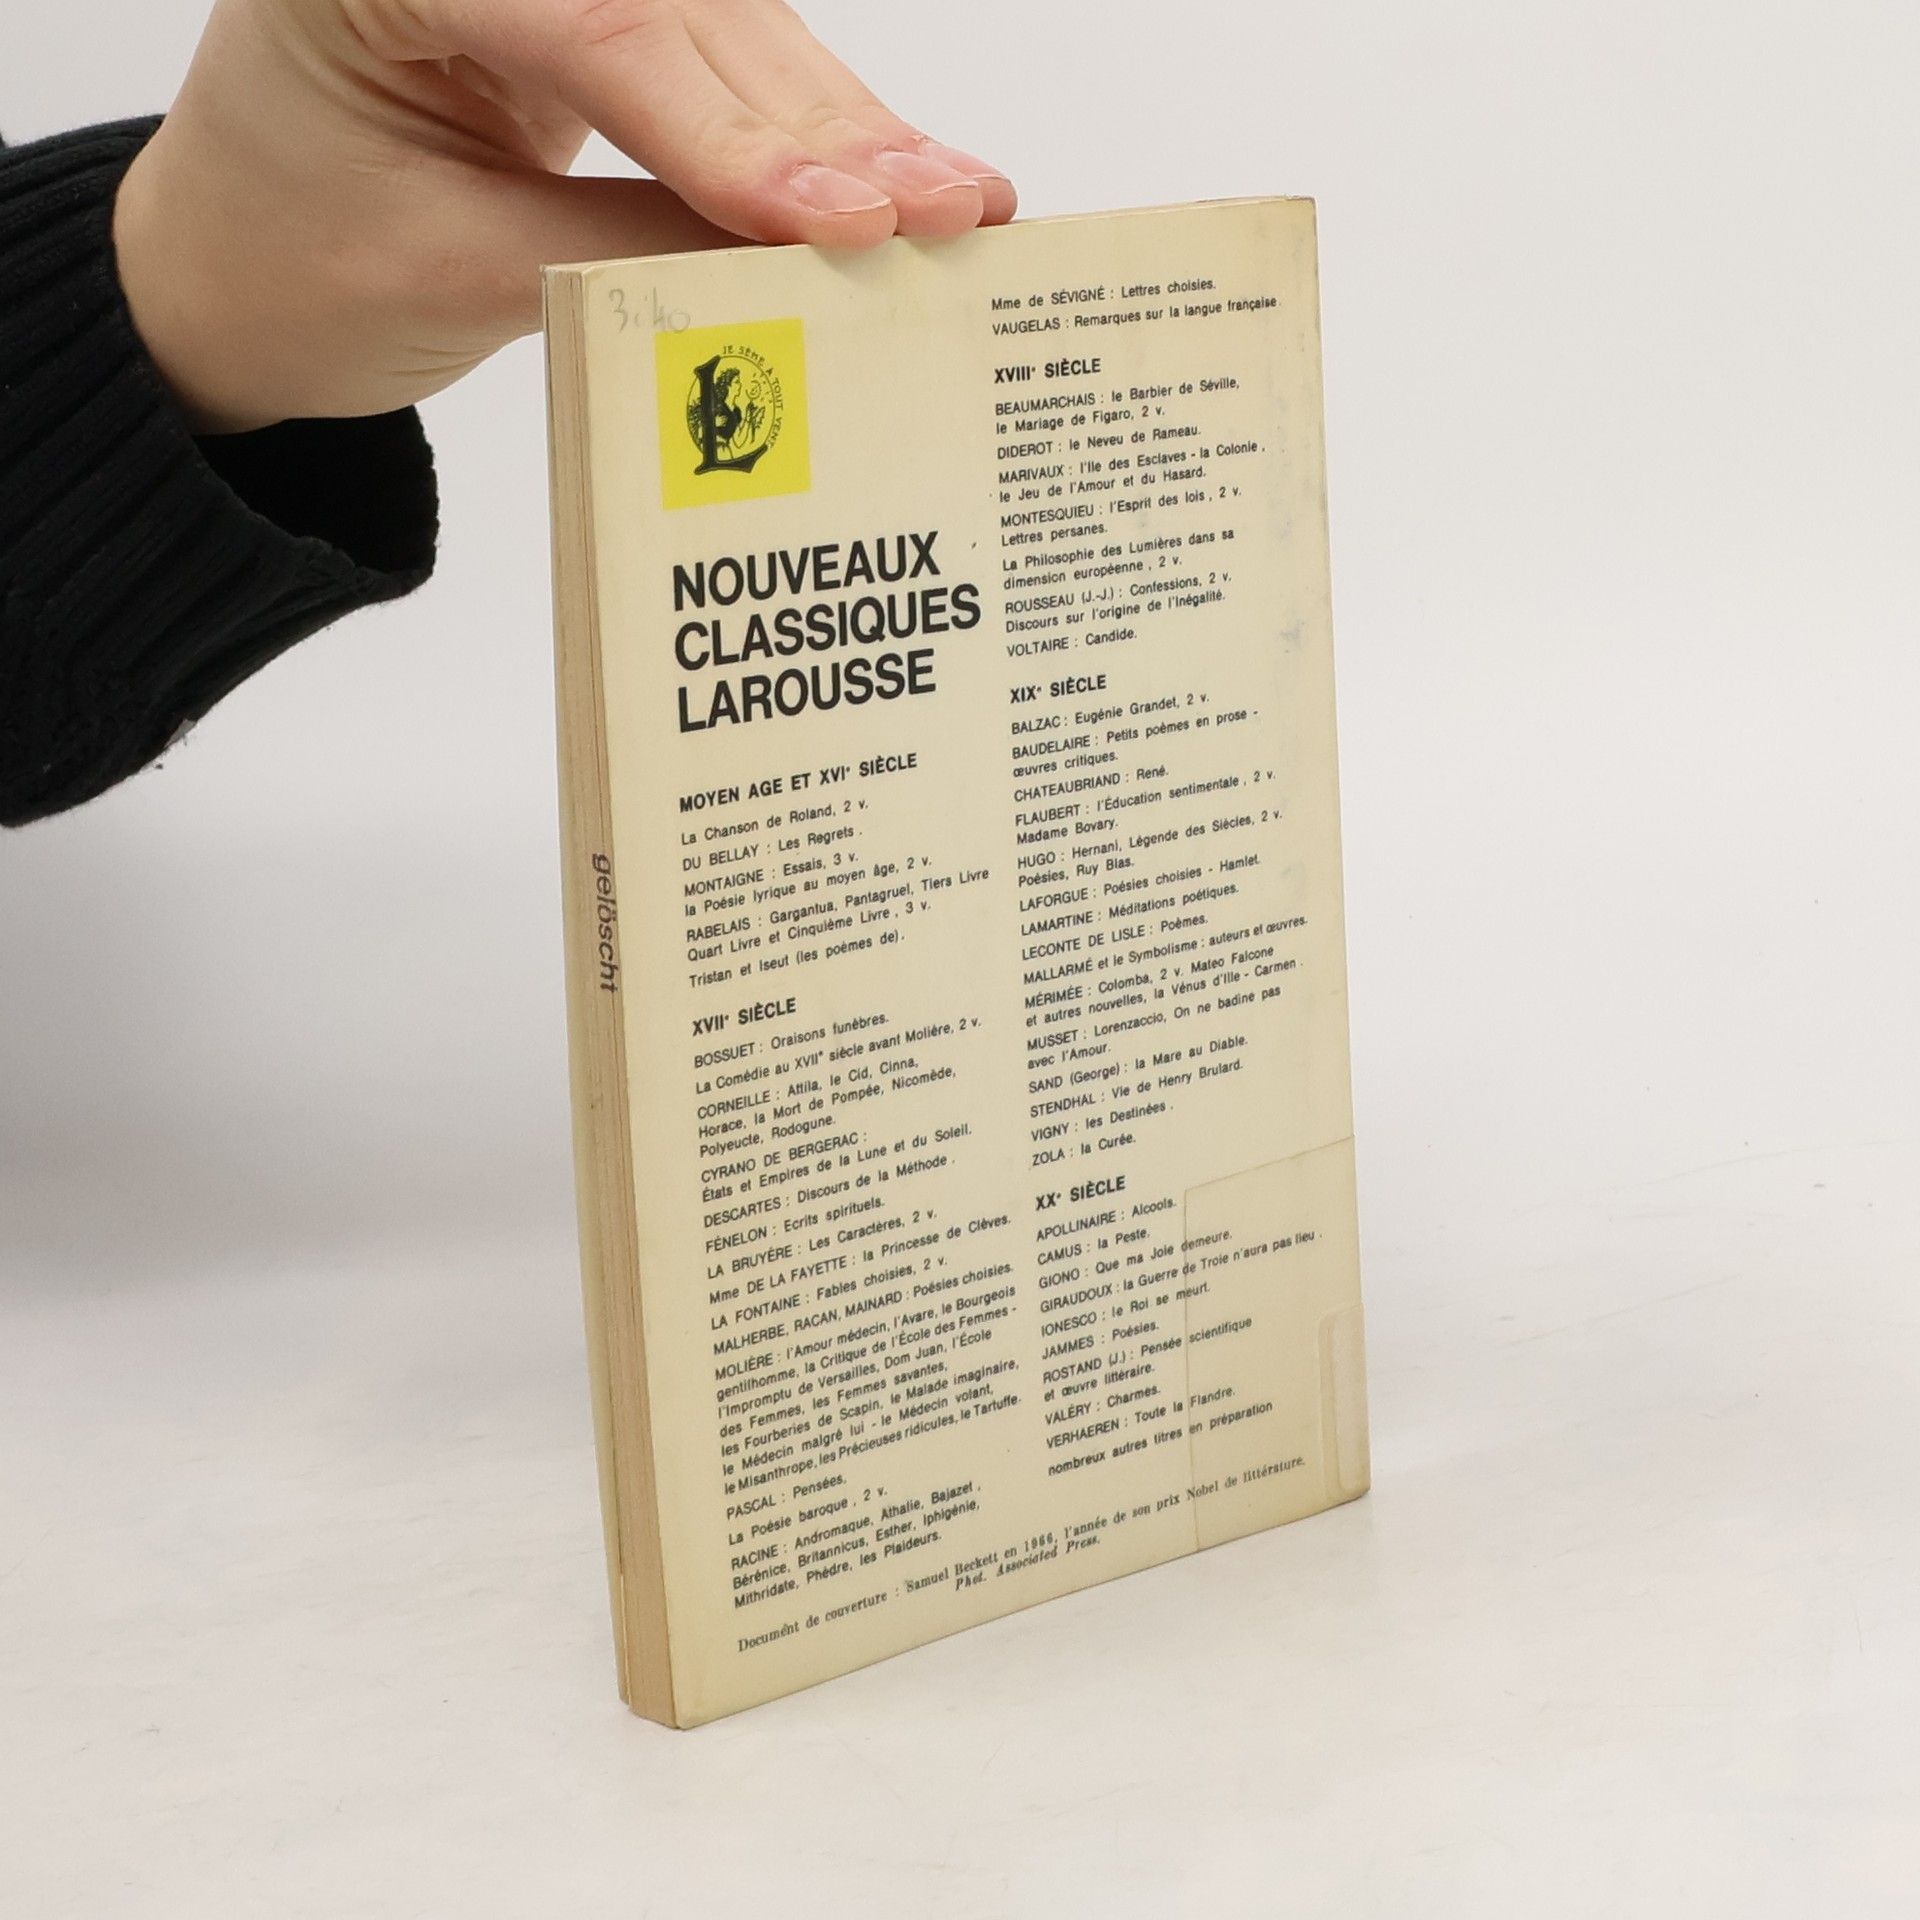 3.40
JE SÈME À TOUT VENT
NOUVEAUX
CLASSIQUES
LAROUSSE
MOYEN AGE ET XVIᵉ SIÈCLE
La Chanson de Roland, 2 v.
DU BELLAY : Les Regrets .
MONTAIGNE : Essais, 3 v.
la Poésie lyrique au moyen âge, 2 v.
RABELAIS : Gargantua, Pantagruel, Tiers Livre
Quart Livre et Cinquième Livre , 3 v.
Tristan et Iseut (les poèmes de).
XVIIᵉ SIÈCLE
BOSSUET : Oraisons funèbres.
La Comédie au XVIIᵉ siècle avant Molière, 2 v.
CORNEILLE : Attila, le Cid, Cinna,
Horace, la Mort de Pompée, Nicomède,
Polyeucte, Rodogune.
CYRANO DE BERGERAC :
États et Empires de la Lune et du Soleil.
DESCARTES : Discours de la Méthode .
FÉNELON : Ecrits spirituels.
LA BRUYÈRE : Les Caractères, 2 v.
Mme DE LA FAYETTE : la Princesse de Clèves.
LA FONTAINE : Fables choisies, 2 v.
MALHERBE, RACAN, MAINARD : Poésies choisies.
MOLIÈRE : l'Amour médecin, l'Avare, le Bourgeois
gentilhomme, la Critique de l'École des Femmes -
l'Impromptu de Versailles, Dom Juan, l'École
des Femmes, les Femmes savantes,
les Fourberies de Scapin, le Malade imaginaire,
le Médecin malgré lui - le Médecin volant,
le Misanthrope, les Précieuses ridicules, le Tartuffe.
PASCAL : Pensées.
La Poésie baroque , 2 v.
RACINE : Andromaque, Athalie, Bajazet ,
Bérénice, Britannicus, Esther, Iphigénie,
Mithridate, Phèdre, les Plaideurs.
Mme de SÉVIGNÉ : Lettres choisies.
VAUGELAS : Remarques sur la langue française.
XVIIIᵉ SIÈCLE
BEAUMARCHAIS : le Barbier de Séville,
le Mariage de Figaro, 2 v.
DIDEROT : le Neveu de Rameau.
MARIVAUX : l'Ile des Esclaves - la Colonie ,
le Jeu de l'Amour et du Hasard.
MONTESQUIEU : l'Esprit des lois , 2 v.
Lettres persanes.
La Philosophie des Lumières dans sa
dimension européenne , 2 v.
ROUSSEAU (J.-J.) : Confessions, 2 v.
Discours sur l'origine de l'Inégalité.
VOLTAIRE : Candide.
XIXᵉ SIÈCLE
BALZAC : Eugénie Grandet, 2 v.
BAUDELAIRE : Petits poèmes en prose -
œuvres critiques.
CHATEAUBRIAND : René.
FLAUBERT : l'Éducation sentimentale , 2 v.
Madame Bovary.
HUGO : Hernani, Légende des Siècles, 2 v.
Poésies, Ruy Blas.
LAFORGUE : Poésies choisies - Hamlet.
LAMARTINE : Méditations poétiques.
LECONTE DE LISLE : Poèmes.
MALLARMÉ et le Symbolisme : auteurs et œuvres.
MÉRIMÉE : Colomba, 2 v. Mateo Falcone
et autres nouvelles, la Vénus d'Ille - Carmen .
MUSSET : Lorenzaccio, On ne badine pas
avec l'Amour.
SAND (George) : la Mare au Diable.
STENDHAL : Vie de Henry Brulard.
VIGNY : les Destinées .
ZOLA : la Curée.
XXᵉ SIÈCLE
APOLLINAIRE : Alcools.
CAMUS : la Peste.
GIONO : Que ma Joie demeure.
GIRAUDOUX : la Guerre de Troie n'aura pas lieu .
IONESCO : le Roi se meurt.
JAMMES : Poésies.
ROSTAND (J.) : Pensée scientifique
et œuvre littéraire.
VALÉRY : Charmes.
VERHAEREN : Toute la Flandre.
nombreux autres titres en préparation
Document de couverture : Samuel Beckett en 1966, l'année de son prix Nobel de littérature.
Phot. Associated Press.
gelöscht